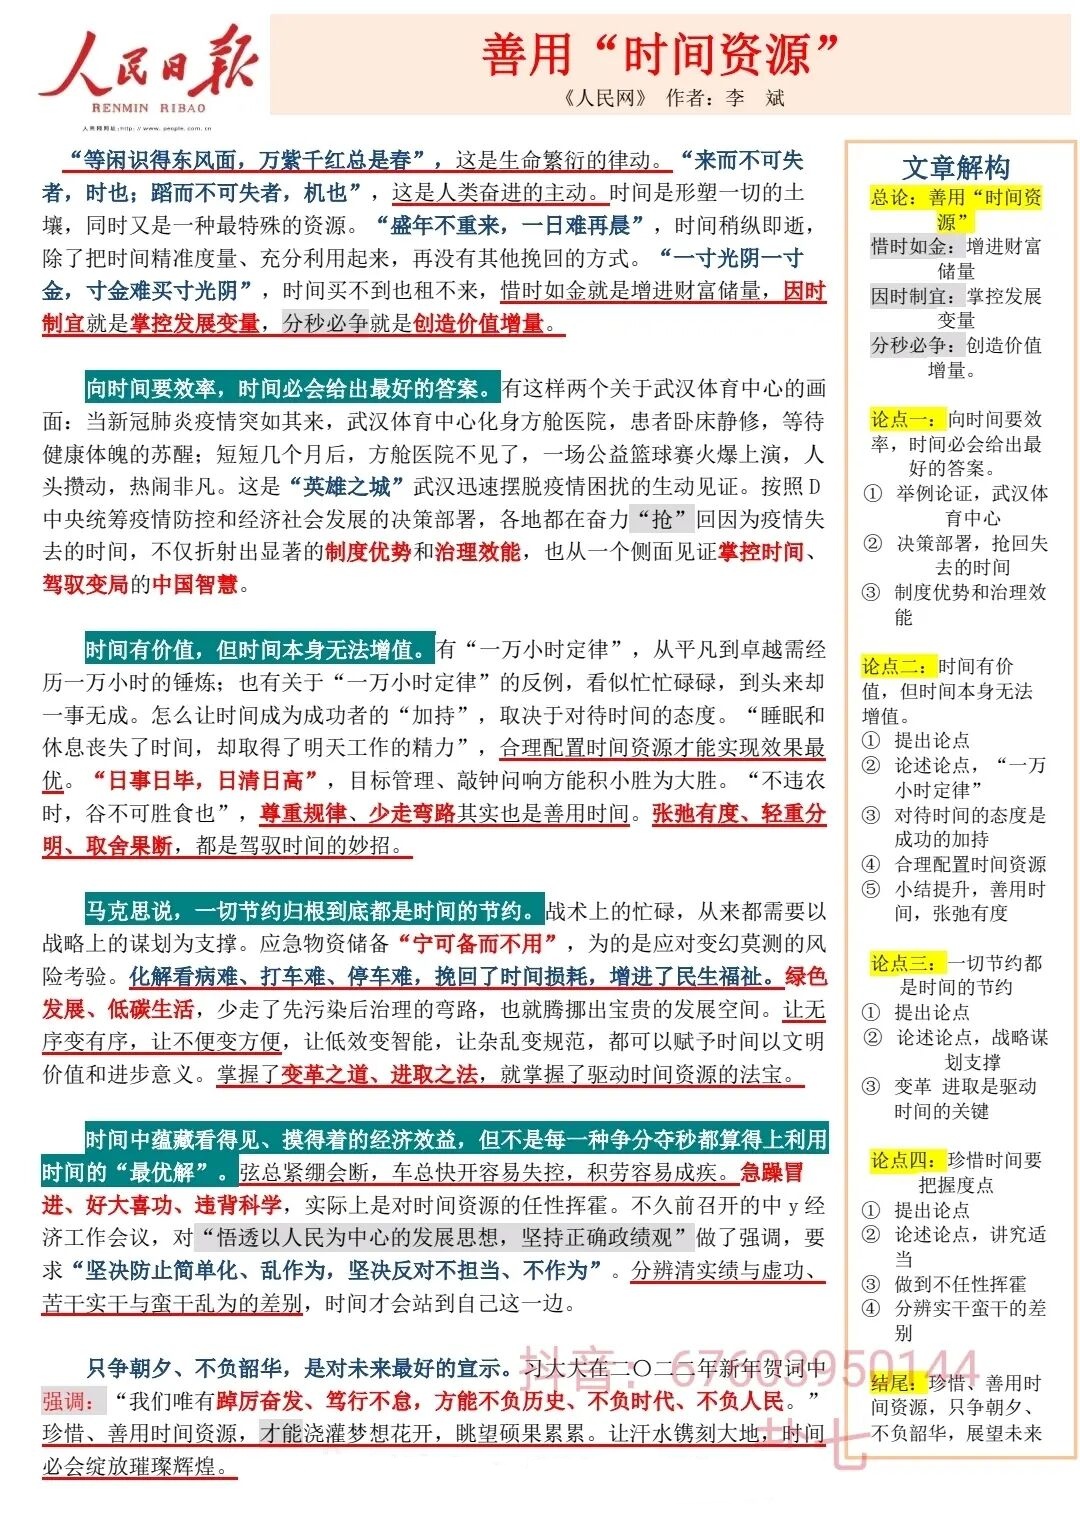 人民日报
RENMIN RIBAO
人民网网址:http://www.people.com.cn
善用“时间资源”
《人民网》 作者：李 斌
“等闲识得东风面，万紫千红总是春”，这是生命繁衍的律动。“来而不可失
者，时也；蹈而不可失者，机也”，这是人类奋进的主动。时间是形塑一切的土
壤，同时又是一种最特殊的资源。“盛年不重来，一日难再晨”，时间稍纵即逝，
除了把时间精准度量、充分利用起来，再没有其他挽回的方式。“一寸光阴一寸
金，寸金难买寸光阴”，时间买不到也租不来，惜时如金就是增进财富储量，因时
制宜就是掌控发展变量，分秒必争就是创造价值增量。
向时间要效率，时间必会给出最好的答案。有这样两个关于武汉体育中心的画
面：当新冠肺炎疫情突如其来，武汉体育中心化身方舱医院，患者卧床静修，等待
健康体魄的苏醒；短短几个月后，方舱医院不见了，一场公益篮球赛火爆上演，人
头攒动，热闹非凡。这是“英雄之城”武汉迅速摆脱疫情困扰的生动见证。按照D
中央统筹疫情防控和经济社会发展的决策部署，各地都在奋力“抢”回因为疫情失
去的时间，不仅折射出显著的制度优势和治理效能，也从一个侧面见证掌控时间、
驾驭变局的中国智慧。
时间有价值，但时间本身无法增值。有“一万小时定律”，从平凡到卓越需经
历一万小时的锤炼；也有关于“一万小时定律”的反例，看似忙忙碌碌，到头来却
一事无成。怎么让时间成为成功者的“加持”，取决于对待时间的态度。“睡眠和
休息丧失了时间，却取得了明天工作的精力”，合理配置时间资源才能实现效果最
优。“日事日毕，日清日高”，目标管理、敲钟问响方能积小胜为大胜。“不违农
时，谷不可胜食也”，尊重规律、少走弯路其实也是善用时间。张弛有度、轻重分
明、取舍果断，都是驾驭时间的妙招。
马克思说，一切节约归根到底都是时间的节约。战术上的忙碌，从来都需要以
战略上的谋划为支撑。应急物资储备“宁可备而不用”，为的是应对变幻莫测的风
险考验。化解看病难、打车难、停车难，挽回了时间损耗，增进了民生福祉。绿色
发展、低碳生活，少走了先污染后治理的弯路，也就腾挪出宝贵的发展空间。让无
序变有序，让不便变方便，让低效变智能，让杂乱变规范，都可以赋予时间以文明
价值和进步意义。掌握了变革之道、进取之法，就掌握了驱动时间资源的法宝。
时间中蕴藏看得见、摸得着的经济效益，但不是每一种争分夺秒都算得上利用
时间的“最优解”。弦总紧绷会断，车总快开容易失控，积劳容易成疾。急躁冒
进、好大喜功、违背科学，实际上是对时间资源的任性挥霍。不久前召开的中y经
济工作会议，对“悟透以人民为中心的发展思想，坚持正确政绩观”做了强调，要
求“坚决防止简单化、乱作为，坚决反对不担当、不作为”。分辨清实绩与虚功、
苦干实干与蛮干乱为的差别，时间才会站到自己这一边。
只争朝夕、不负韶华，是对未来最好的宣示。习大大在二〇二二年新年贺词中
强调：“我们唯有踔厉奋发、笃行不怠，方能不负历史、不负时代、不负人民。”
珍惜、善用时间资源，才能浇灌梦想花开，眺望硕果累累。让汗水镌刻大地，时间
必会绽放璀璨辉煌。
文章解构
总论：善用“时间资
源”
惜时如金：增进财富
储量
因时制宜：掌控发展
变量
分秒必争：创造价值
增量。
论点一：向时间要效
率，时间必会给出最
好的答案。
① 举例论证，武汉体
育中心
② 决策部署，抢回失
去的时间
③ 制度优势和治理效
能
论点二：时间有价
值，但时间本身无法
增值。
① 提出论点
② 论述论点，“一万
小时定律”
③ 对待时间的态度是
成功的加持
④ 合理配置时间资源
⑤ 小结提升，善用时
间，张弛有度
论点三：一切节约都
是时间的节约
① 提出论点
② 论述论点，战略谋
划支撑
③ 变革 进取是驱动
时间的关键
论点四：珍惜时间要
把握度点
① 提出论点
② 论述论点，讲究适
当
③ 做到不任性挥霍
④ 分辨实干蛮干的差
别
结尾：珍惜、善用时
间资源，只争朝夕、
不负韶华，展望未来
抖音：67603950144
卦七